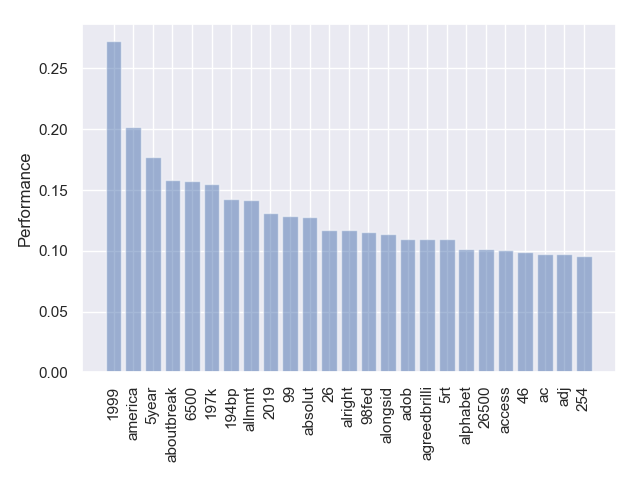 Performance
0.25
0.20
0.15
0.10
0.05
0.00
1999
america
5year
aboutbreak
6500
197k
194bp
allmmt
2019
99
absolut
26
alright
98fed
alongsid
adob
agreedbrilli
5rt
alphabet
26500
access
46
ac
adj
254